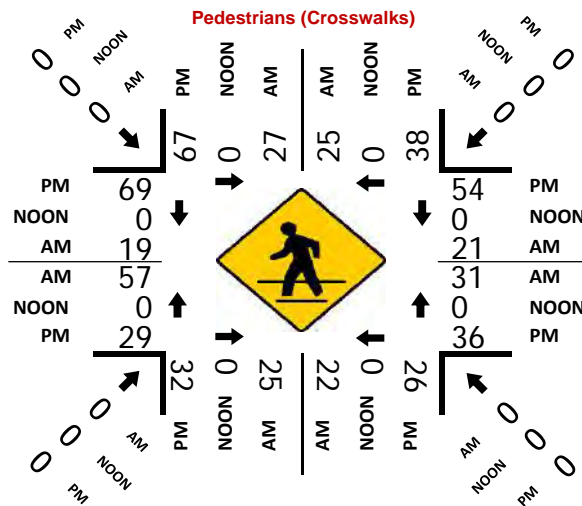 Pedestrians (Crosswalks)
PM NOON AM
0 0 0
PM NOON AM AM NOON PM
67 0 27 25 0 38
AM NOON PM
0 0 0
PM 69 54 PM
NOON 0 0 NOON
AM 19 21 AM
AM 57 31 AM
NOON 0 0 NOON
PM 29 36 PM
32 0 25 22 0 26
PM NOON AM AM NOON PM
0 0 0
AM NOON PM
0 0 0
AM NOON PM